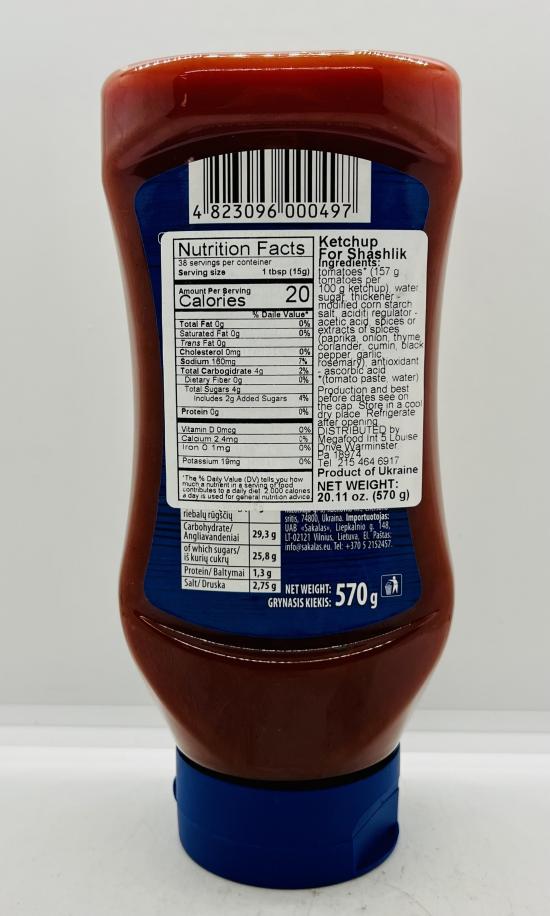 4 823096 000497
Nutrition Facts
38 servings per conteiner
Serving size 1 tbsp (15g)
Amount Per Serving
Calories 20
% Daile Value*
Total Fat 0g 0%
Saturated Fat 0g 0%
Trans Fat 0g
Cholesterol 0mg 0%
Sodium 160mg 7%
Total Carbogidrate 4g 2%
Dietary Fiber 0g 0%
Total Sugars 4g
Includes 2g Added Sugars 4%
Protein 0g 0%
Vitamin D 0mcg 0%
Calcium 2.4mg 0%
Iron 0.1mg 0%
Potassium 19mg 0%
*The % Daily Value (DV) tells you how
much a nutrient in a serving of food
contributes to a daily diet. 2,000 calories
a day is used for general nutrition advice.
Ketchup
For Shashlik
Ingredients:
tomatoes* (157 g
tomatoes per
100 g ketchup), water
sugar, thickener -
modified corn starch
salt, aciditi regulator -
acetic acid, spices or
extracts of spices
(paprika, onion, thyme,
coriander, cumin, black
pepper, garlic,
rosemary), antioxidant
- ascorbic acid
*(tomato paste, water)
Production and best
before dates see on
the cap. Store in a cool
dry place. Refrigerate
after opening.
DISTRIBUTED by
Megafood Int 5 Louise
Drive Warminster
Pa 18974
Tel. 215 464 6917
Product of Ukraine
NET WEIGHT:
20.11 oz. (570 g)
riebalų rūgščių
Carbohydrate/
Angliavandeniai 29,3 g
of which sugars/
iš kurių cukrų 25,8 g
Protein/ Baltymai 1,3 g
Salt/ Druska 2,75 g
sritis, 74800, Ukraina. Importuotojas:
UAB «Sakalas», Liepkalnio g. 148,
LT-02121 Vilnius, Lietuva, El. Paštas:
info@sakalas.eu. Tel: +370 5 2152457.
NET WEIGHT:
GRYNASIS KIEKIS: 570 g